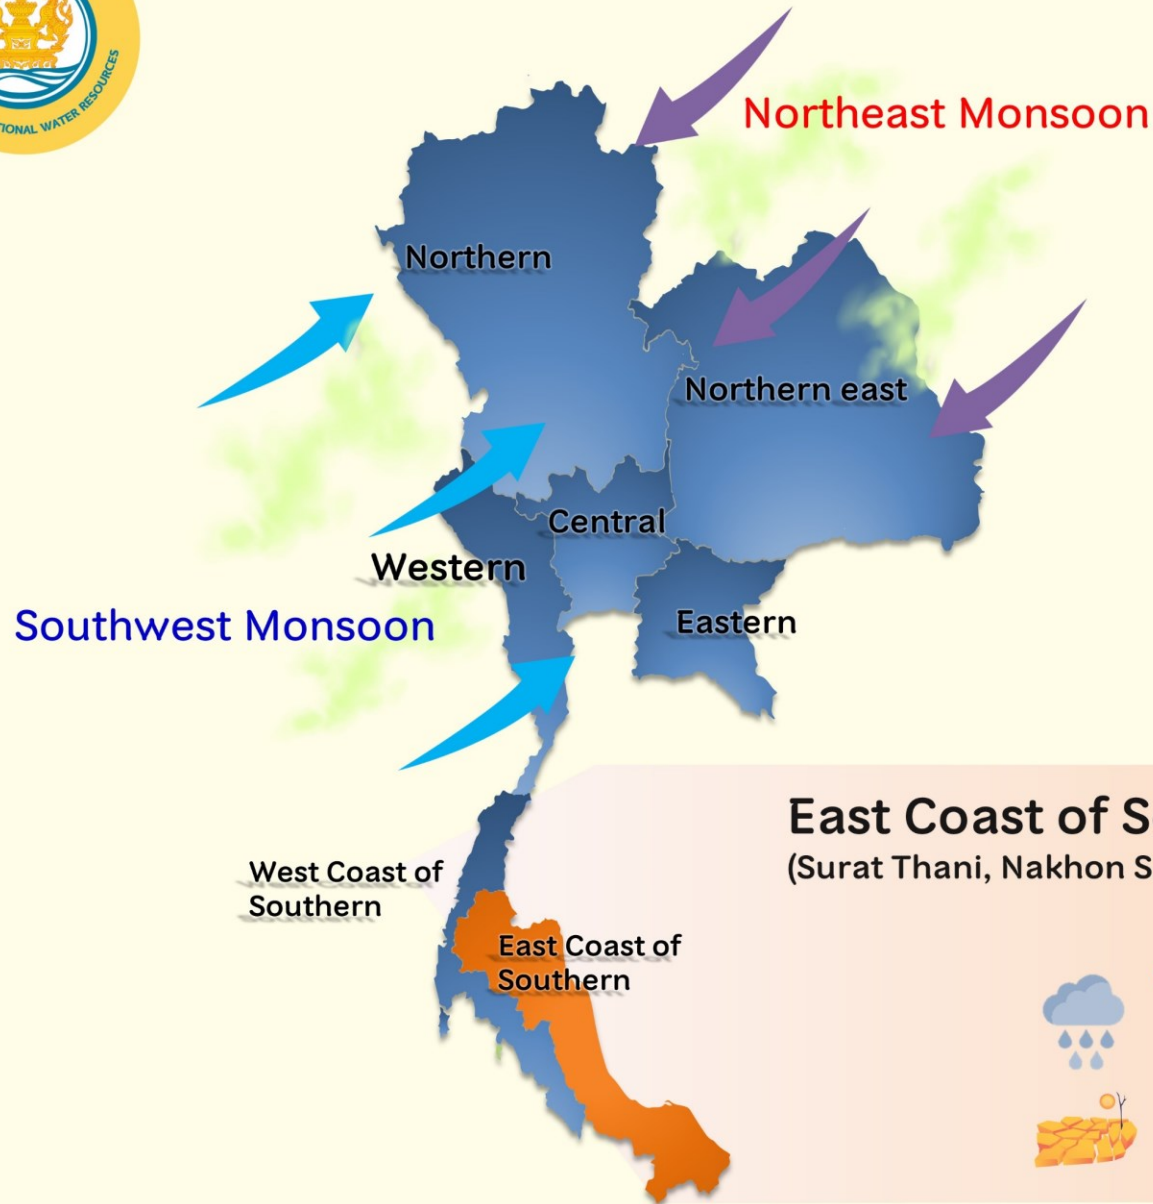 NATIONAL WATER RESOURCES
Northeast Monsoon
Northern
Northern east
Central
Western
Southwest Monsoon
Eastern
East Coast of S
(Surat Thani, Nakhon S
West Coast of
Southern
East Coast of
Southern